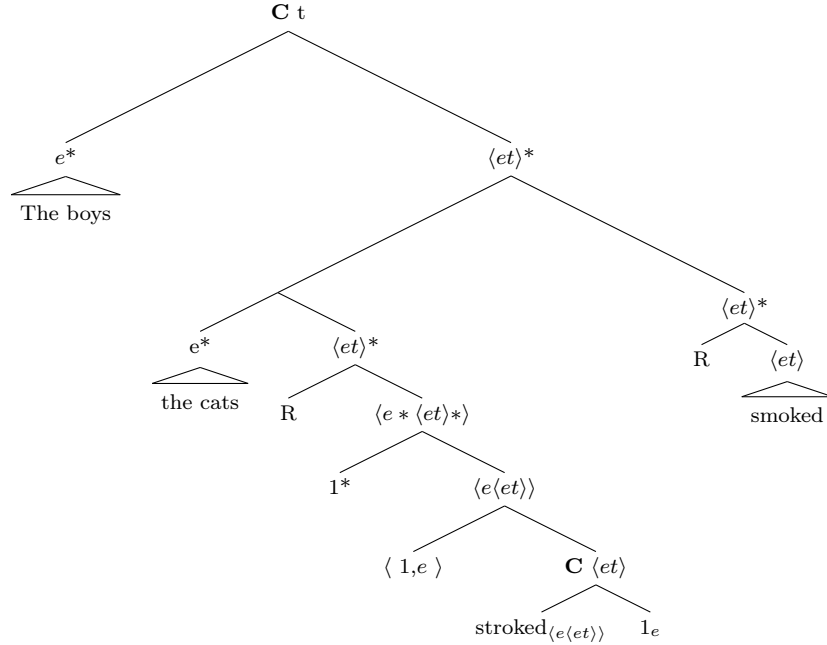 C t
e* ⟨et⟩*
The boys
⟨et⟩*
e* ⟨et⟩* R ⟨et⟩
the cats R ⟨e * ⟨et⟩*⟩ smoked
1* ⟨e⟨et⟩⟩
⟨ 1,e ⟩ C ⟨et⟩
stroked⟨e⟨et⟩⟩ 1e